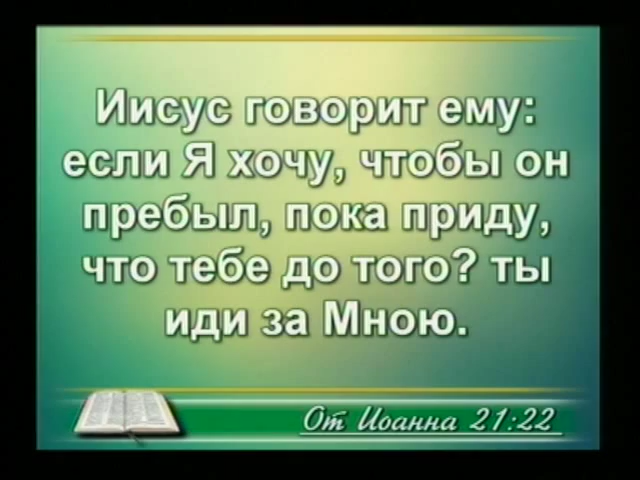 Иисус говорит ему:
если Я хочу, чтобы он
пребыл, пока приду,
что тебе до того? ты
иди за Мною.
От Иоанна 21:22